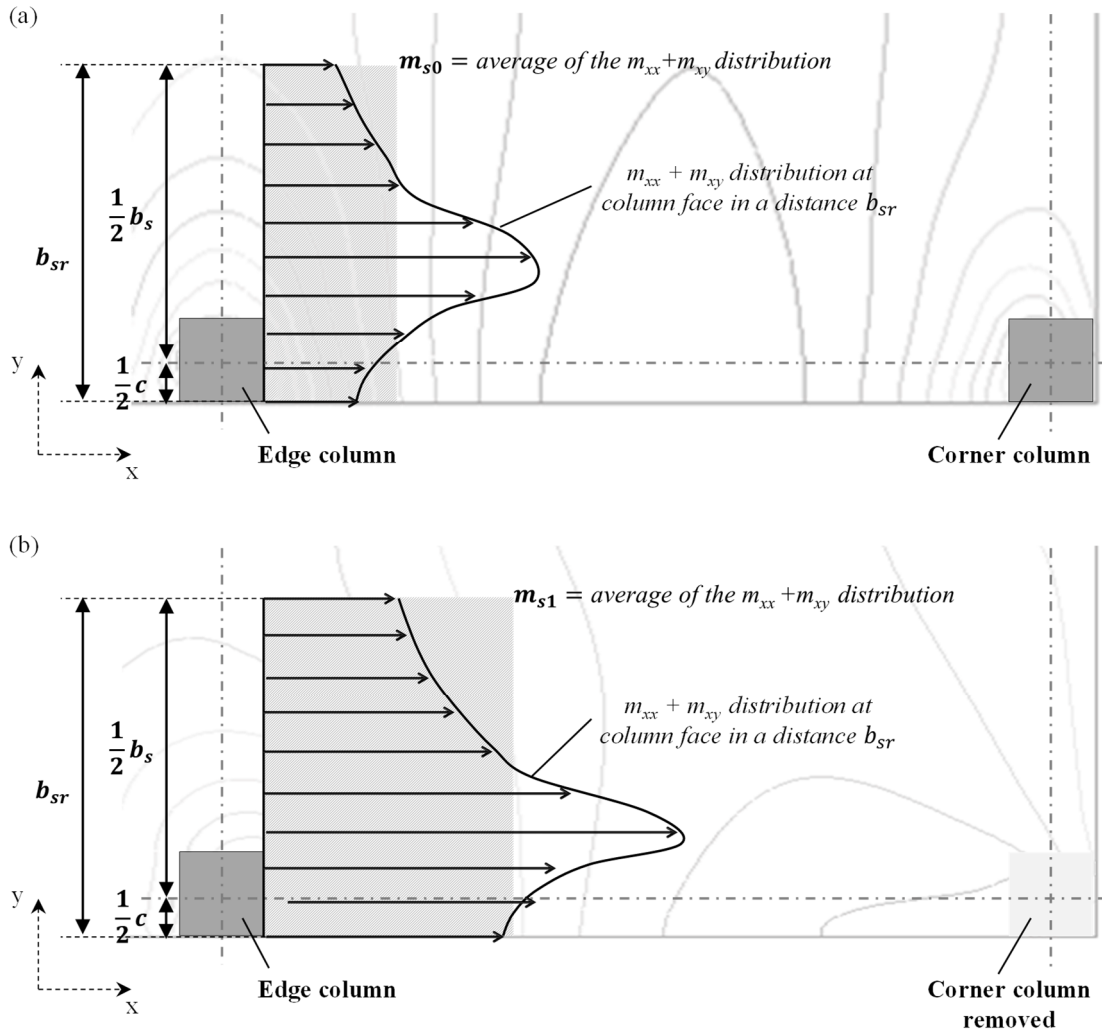 (a)
m_s0 = average of the m_xx+m_xy distribution
m_xx + m_xy distribution at
column face in a distance b_sr
1/2 b_s
b_sr
1/2 c
y
x
Edge column
Corner column
(b)
m_s1 = average of the m_xx +m_xy distribution
m_xx + m_xy distribution at
column face in a distance b_sr
1/2 b_s
b_sr
1/2 c
y
x
Edge column
Corner column
removed